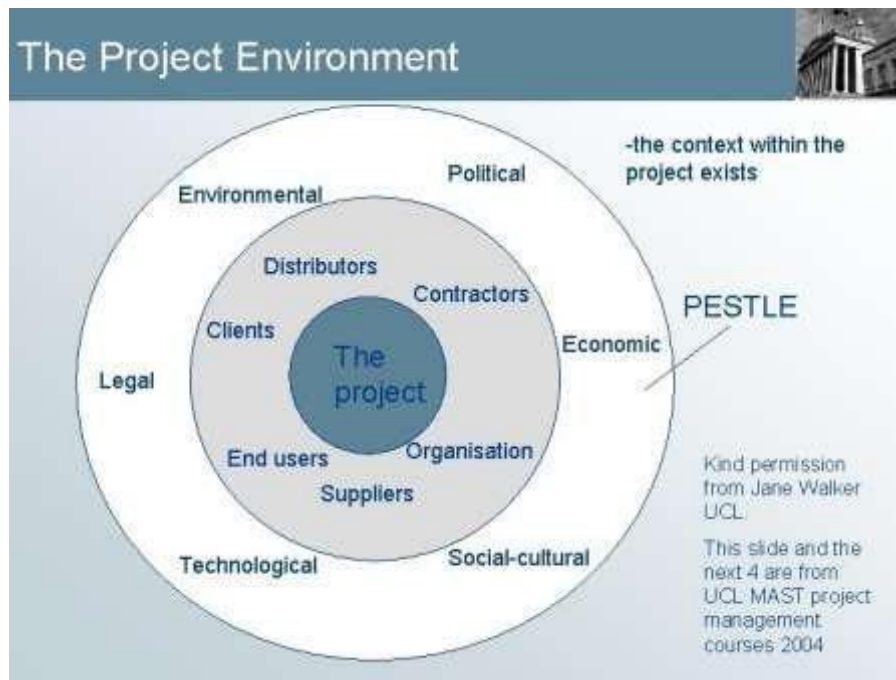 The Project Environment
-the context within the
project exists
Political
Environmental
Distributors
Contractors
PESTLE
Clients
Economic
The
project
Legal
End users
Organisation
Suppliers
Technological
Social-cultural
Kind permission
from Jane Walker
UCL
This slide and the
next 4 are from
UCL MAST project
management
courses 2004